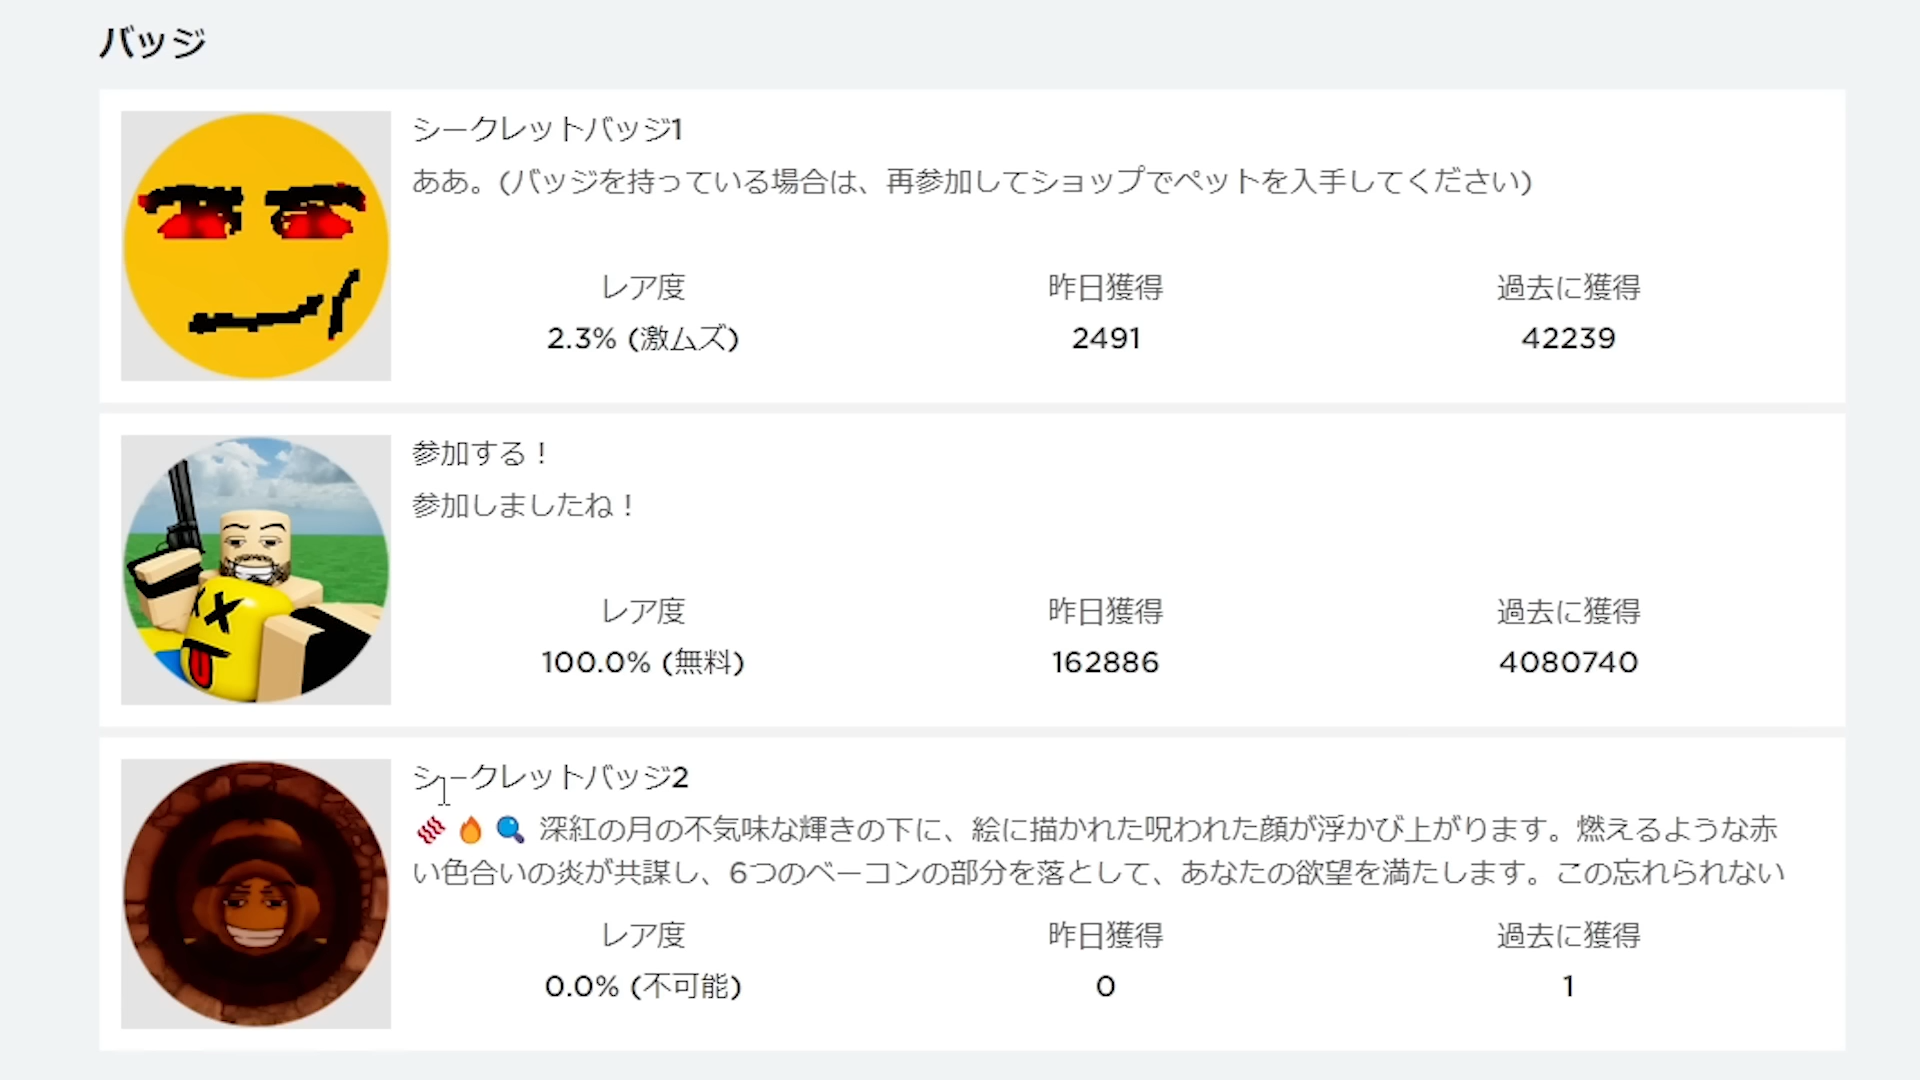 バッジ
シークレットバッジ1
ああ。(バッジを持っている場合は、再参加してショップでペットを入手してください)
レア度 昨日獲得 過去に獲得
2.3% (激ムズ) 2491 42239
参加する！
参加しましたね！
レア度 昨日獲得 過去に獲得
100.0% (無料) 162886 4080740
シークレットバッジ2
🥓 🔥 🔍 深紅の月の不気味な輝きの下に、絵に描かれた呪われた顔が浮かび上がります。燃えるような赤
い色合いの炎が共謀し、6つのベーコンの部分を落として、あなたの欲望を満たします。この忘れられない
レア度 昨日獲得 過去に獲得
0.0% (不可能) 0 1